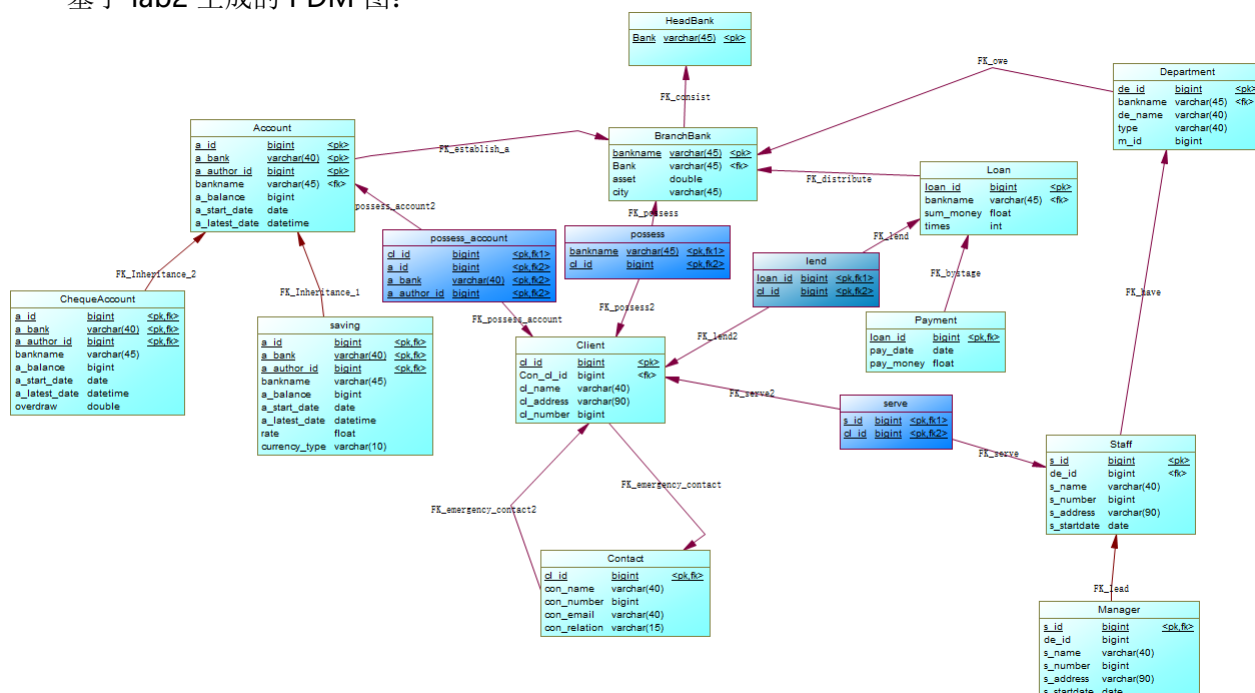 基于 lab2 生成的 PDM 图：
HeadBank
Bank varchar(45) <pk>
FK_consist
FK_owe
Department
de_id bigint <pk>
bankname varchar(45) <fk>
de_name varchar(40)
type varchar(40)
m_id bigint
Account
a_id bigint <pk>
a_bank varchar(40) <pk>
a_author_id bigint <pk>
bankname varchar(45) <fk>
a_balance bigint
a_start_date date
a_latest_date datetime
FK_establish_a
BranchBank
bankname varchar(45) <pk>
Bank varchar(45) <fk>
asset double
city varchar(45)
FK_distribute
Loan
loan_id bigint <pk>
bankname varchar(45) <fk>
sum_money float
times int
possess_account2
FK_possess
possess_account
cl_id bigint <pk,fk1>
a_id bigint <pk,fk2>
a_bank varchar(40) <pk,fk2>
a_author_id bigint <pk,fk2>
possess
bankname varchar(45) <pk,fk1>
cl_id bigint <pk,fk2>
FK_lend
lend
loan_id bigint <pk,fk1>
cl_id bigint <pk,fk2>
FK_bystage
FK_have
FK_Inheritance_2
FK_Inheritance_1
ChequeAccount
a_id bigint <pk,fk>
a_bank varchar(40) <pk,fk>
a_author_id bigint <pk,fk>
bankname varchar(45)
a_balance bigint
a_start_date date
a_latest_date datetime
overdraw double
saving
a_id bigint <pk,fk>
a_bank varchar(40) <pk,fk>
a_author_id bigint <pk,fk>
bankname varchar(45)
a_balance bigint
a_start_date date
a_latest_date datetime
rate float
currency_type varchar(10)
FK_possess_account
FK_possess2
FK_lend2
Payment
loan_id bigint <pk,fk>
pay_date date
pay_money float
Client
cl_id bigint <pk>
Con_cl_id bigint <fk>
cl_name varchar(40)
cl_address varchar(90)
cl_number bigint
FK_serve2
serve
s_id bigint <pk,fk1>
cl_id bigint <pk,fk2>
FK_serve
Staff
s_id bigint <pk>
de_id bigint <fk>
s_name varchar(40)
s_number bigint
s_address varchar(90)
s_startdate date
FK_emergency_contact
FK_emergency_contact2
Contact
cl_id bigint <pk,fk>
con_name varchar(40)
con_number bigint
con_email varchar(40)
con_relation varchar(15)
FK_lead
Manager
s_id bigint <pk,fk>
de_id bigint
s_name varchar(40)
s_number bigint
s_address varchar(90)
s_startdate date